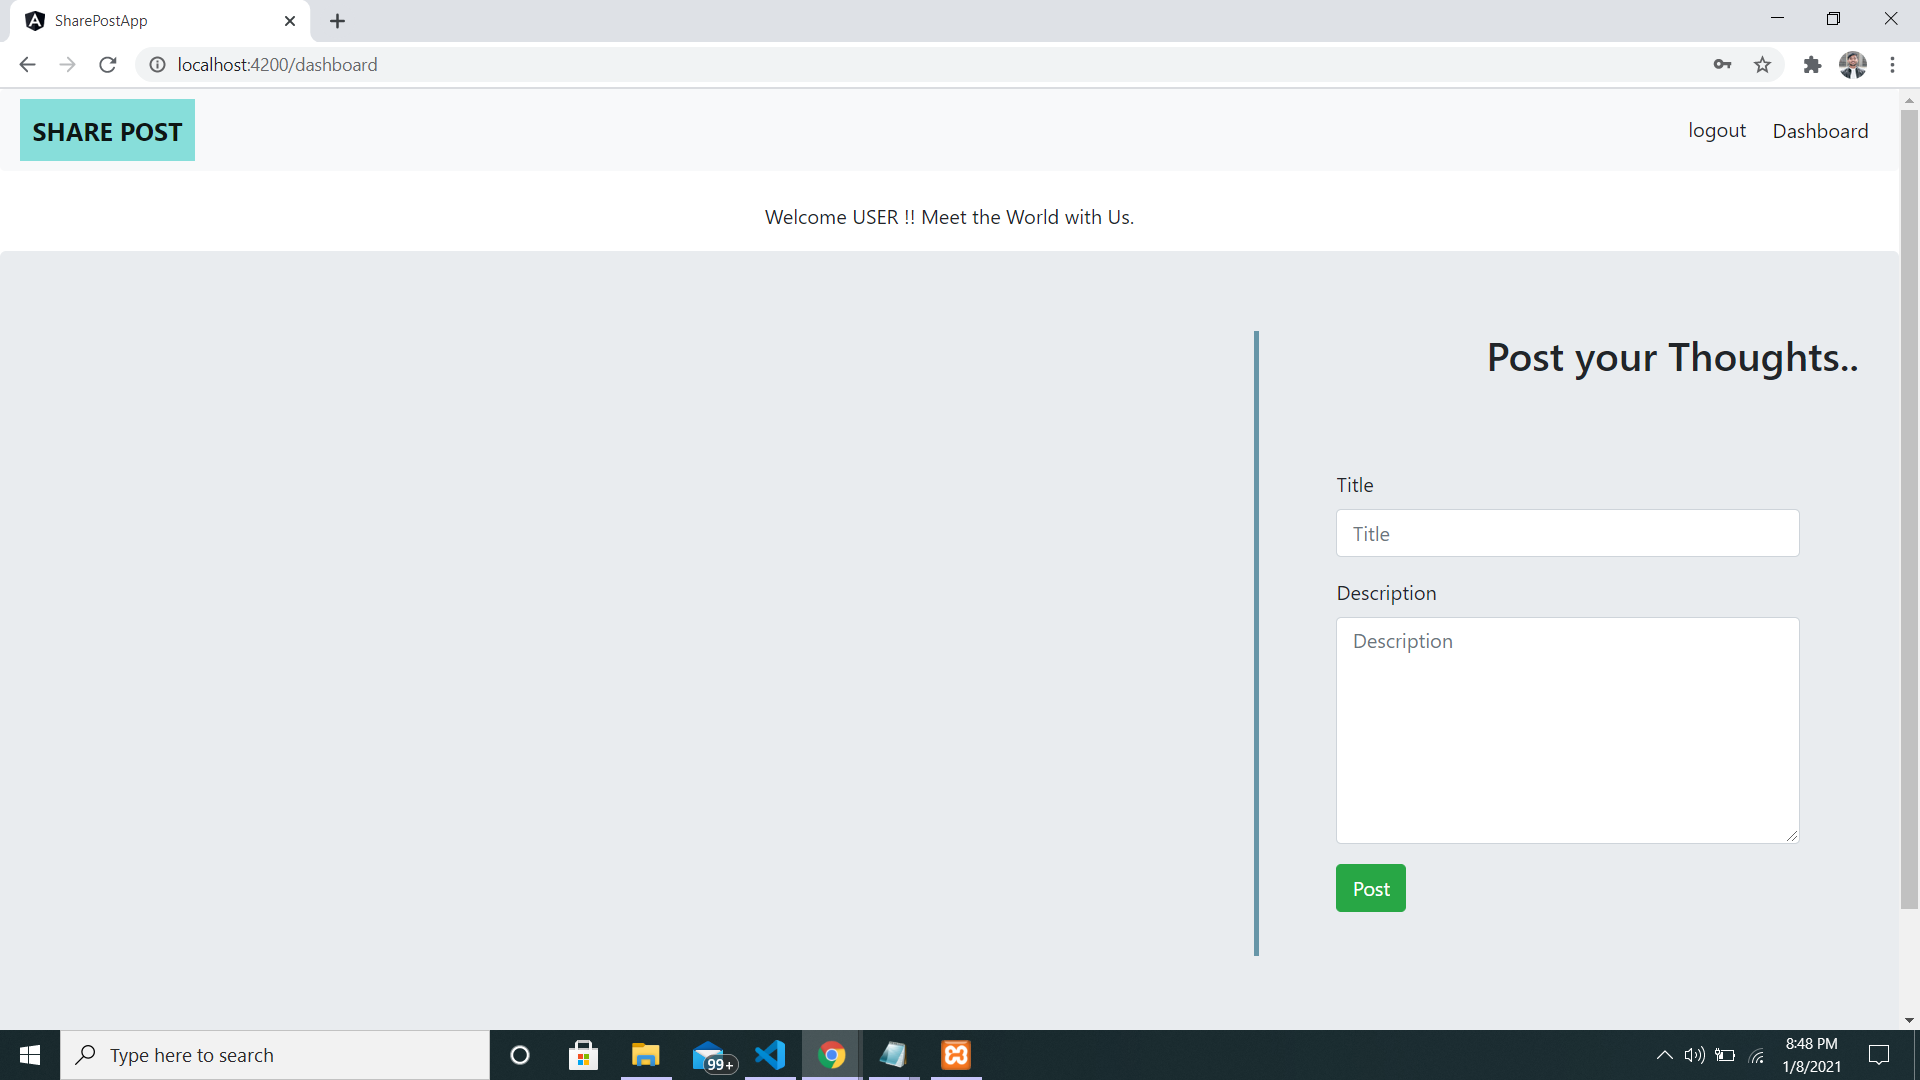 SharePostApp
localhost:4200/dashboard
SHARE POST
logout
Dashboard
Welcome USER !! Meet the World with Us.
Post your Thoughts..
Title
Title
Description
Description
Post
Type here to search
99+
8:48 PM
1/8/2021